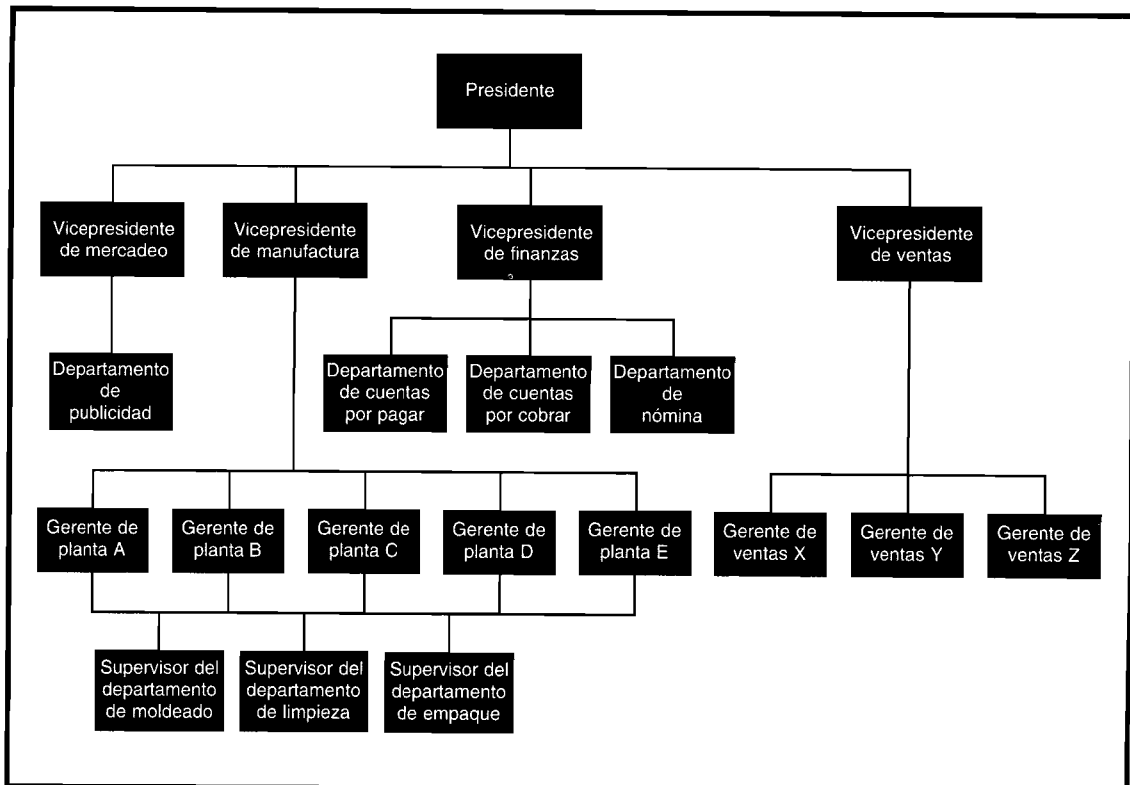 Presidente
Vicepresidente
de mercadeo
Vicepresidente
de manufactura
Vicepresidente
de finanzas
Vicepresidente
de ventas
Departamento
de
publicidad
Departamento
de cuentas
por pagar
Departamento
de cuentas
por cobrar
Departamento
de
nómina
Gerente de
planta A
Gerente de
planta B
Gerente de
planta C
Gerente de
planta D
Gerente de
planta E
Gerente de
ventas X
Gerente de
ventas Y
Gerente de
ventas Z
Supervisor del
departamento
de moldeado
Supervisor del
departamento
de limpieza
Supervisor del
departamento
de empaque